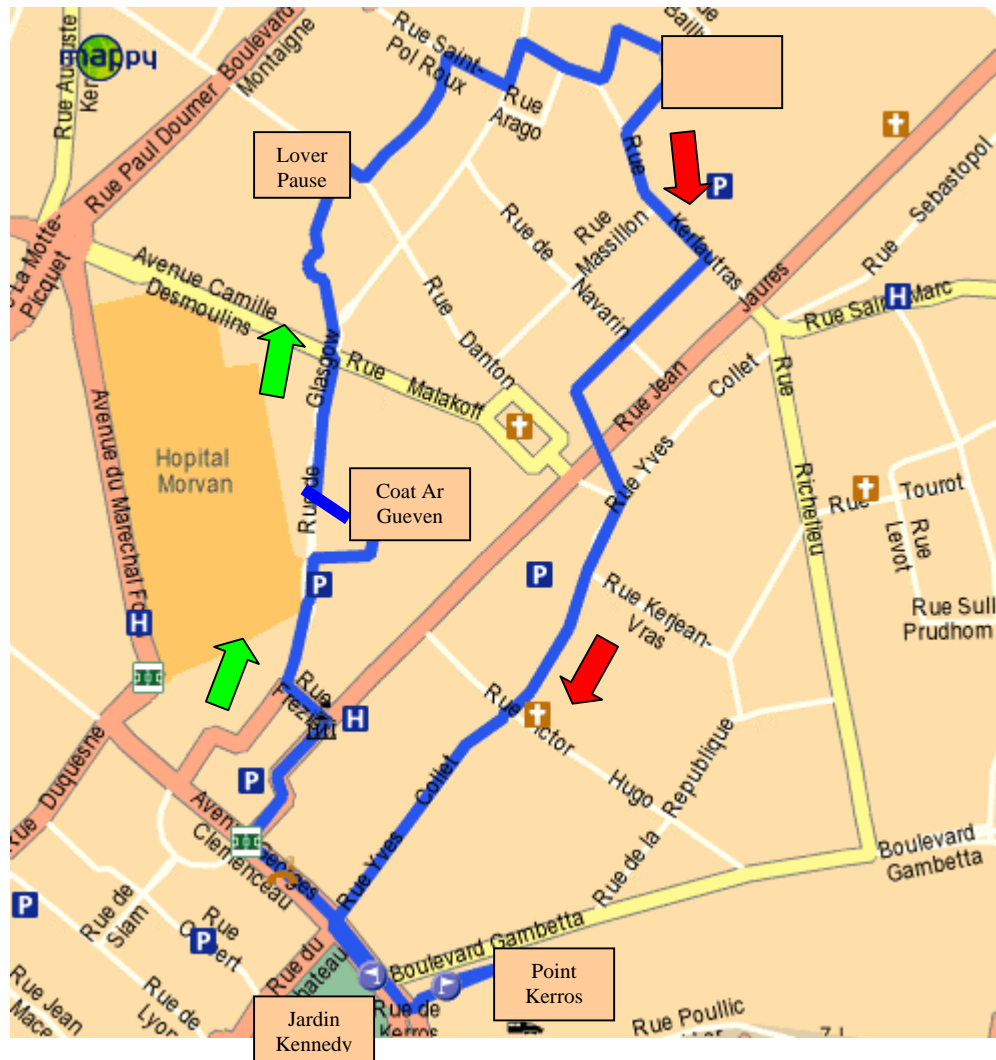 mappy
Rue Auguste
Ker
Boulevard
Montaigne
Rue Paul Doumer
Rue Saint-
Pol Roux
Rue
Arago
Rue
Bailly
Lover
Pause
La Motte-
Picquet
Avenue Camille
Desmoulins
Rue Malakoff
Rue
Danton
Rue de
Navarin
Rue
Massillon
Rue
Kerfautras
Rue Jean
Jaures
Rue
Sebastopol
Rue Saint Marc
H
P
Rue de
Glasgow
Hopital
Morvan
Avenue du Marechal Fo
H
Coat Ar
Gueven
P
Rue Yves
Collet
Rue
Richelieu
Rue Tourot
Rue
Levot
Rue Sull
Prudhom
P
Rue Kerjean-
Vras
Rue
Frezi
H
P
Rue Victor
Hugo
Rue de la
Republique
Rue Duquesne
Avenue Georges
Clemenceau
Rue Yves
Collet
Boulevard Gambetta
Boulevard
Gambetta
P
Rue de
Siam
Rue
P
Rue de
Lyon
Rue Jean
Mace
Rue du
Chateau
Rue de
Kerros
Point
Kerros
Jardin
Kennedy
Rue Poullic